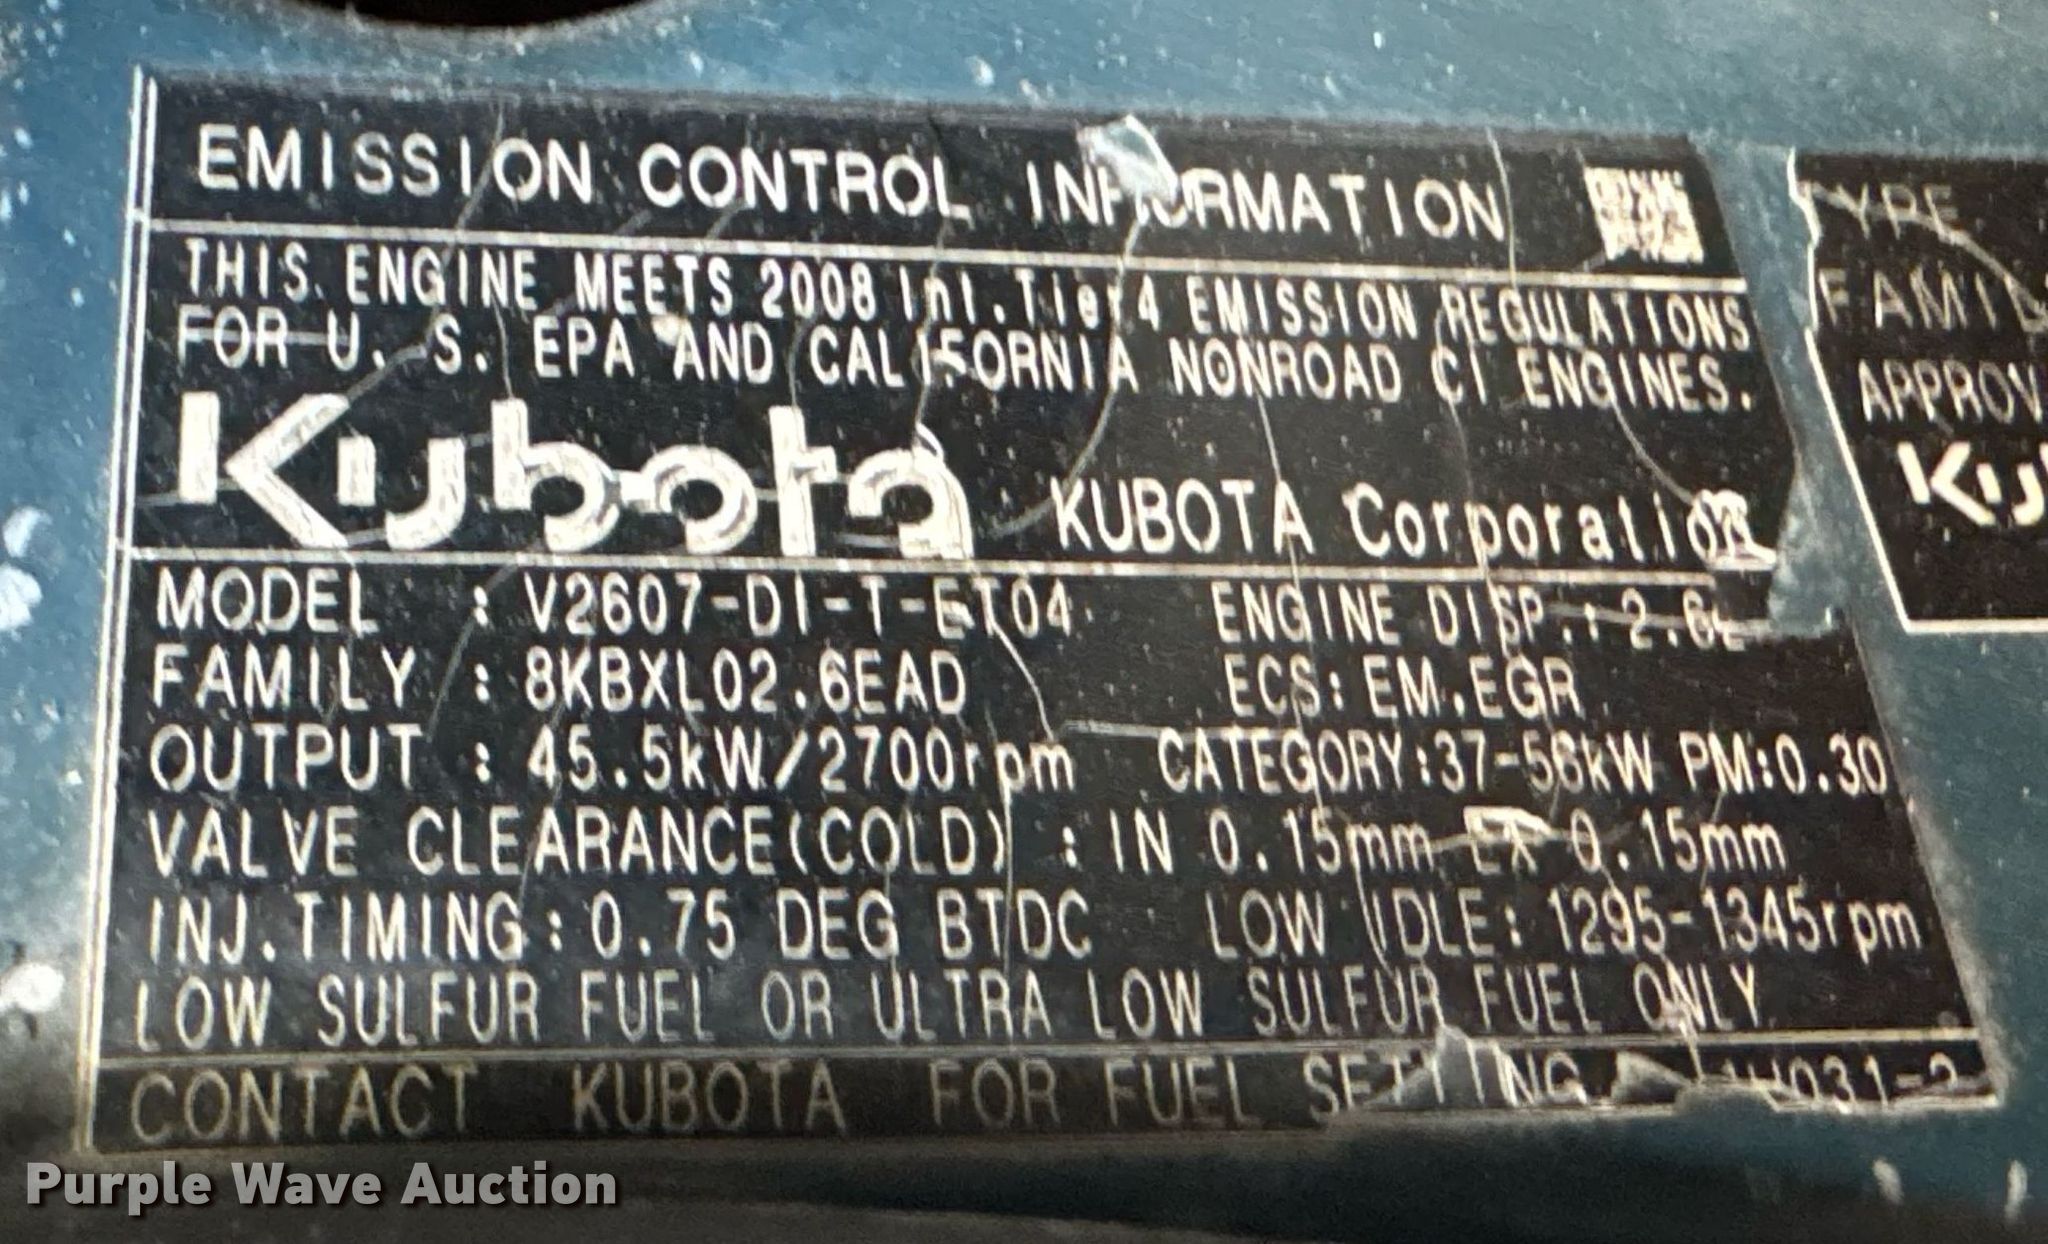 EMISSION CONTROL INFORMATION
THIS ENGINE MEETS 2008 Int.Tier4 EMISSION REGULATIONS
FOR U. S. EPA AND CALIFORNIA NONROAD CI ENGINES.
Kubota KUBOTA Corporation
MODEL : V2607-DI-T-ET04 ENGINE DISP.: 2.6L
FAMILY : 8KBXL02.6EAD ECS: EM.EGR
OUTPUT : 45.5kW/2700rpm CATEGORY:37-56kW PM:0.30
VALVE CLEARANCE(COLD) : IN 0.15mm EX 0.15mm
INJ.TIMING: 0.75 DEG BTDC LOW IDLE: 1295-1345rpm
LOW SULFUR FUEL OR ULTRA LOW SULFUR FUEL ONLY.
CONTACT KUBOTA FOR FUEL SETTING
TYPE
FAMIL
APPROV
Kub
Purple Wave Auction